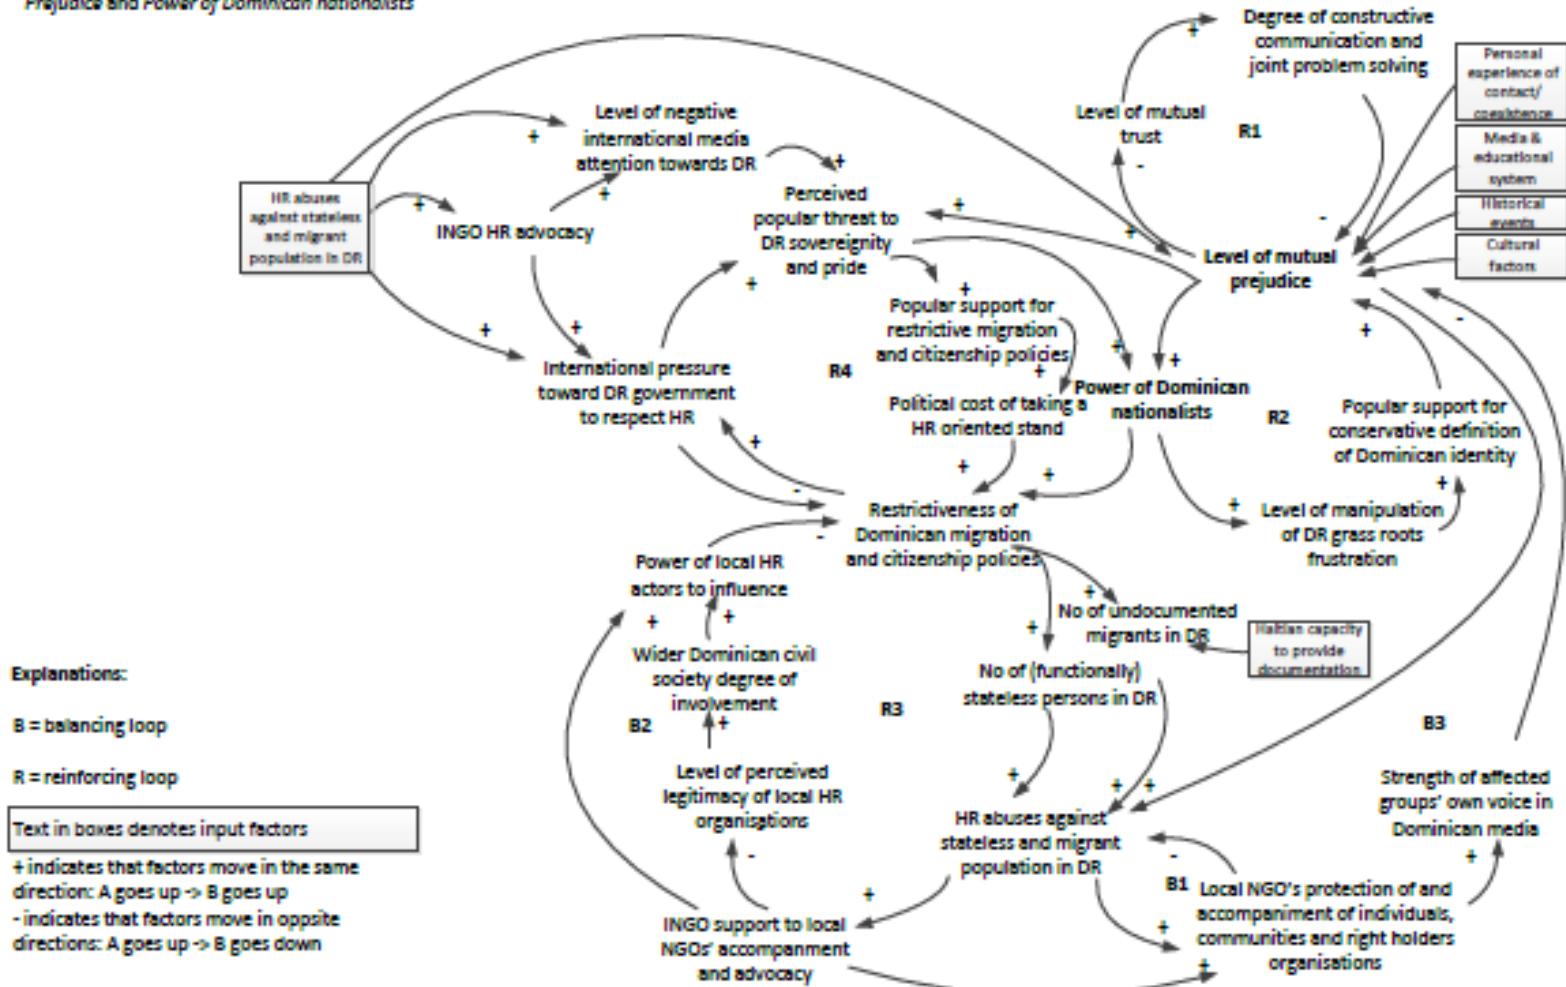 Prejudice and Power of Dominican nationalists
Degree of constructive
communication and
joint problem solving
Personal
experience of
contact/
coexistence
Level of mutual
trust
R1
Media &
educational
system
Historical
events
Cultural
factors
Level of negative
international media
attention towards DR
HR abuses
against stateless
and migrant
population in DR
INGO HR advocacy
Perceived
popular threat to
DR sovereignity
and pride
Level of mutual
prejudice
Popular support for
restrictive migration
and citizenship policies
R4
International pressure
toward DR government
to respect HR
Political cost of taking a
HR oriented stand
Power of Dominican
nationalists
R2
Popular support for
conservative definition
of Dominican identity
Restrictiveness of
Dominican migration
and citizenship policies
Level of manipulation
of DR grass roots
frustration
Power of local HR
actors to influence
No of undocumented
migrants in DR
Haitian capacity
to provide
documentation
Wider Dominican civil
society degree of
involvement
No of (functionally)
stateless persons in DR
R3
B2
B3
Level of perceived
legitimacy of local HR
organisations
HR abuses against
stateless and migrant
population in DR
Strength of affected
groups' own voice in
Dominican media
B1
Local NGO's protection of and
accompaniment of individuals,
communities and right holders
organisations
INGO support to local
NGOs' accompanment
and advocacy
Explanations:
B = balancing loop
R = reinforcing loop
Text in boxes denotes input factors
+ indicates that factors move in the same
direction: A goes up -> B goes up
- indicates that factors move in oppsite
directions: A goes up -> B goes down